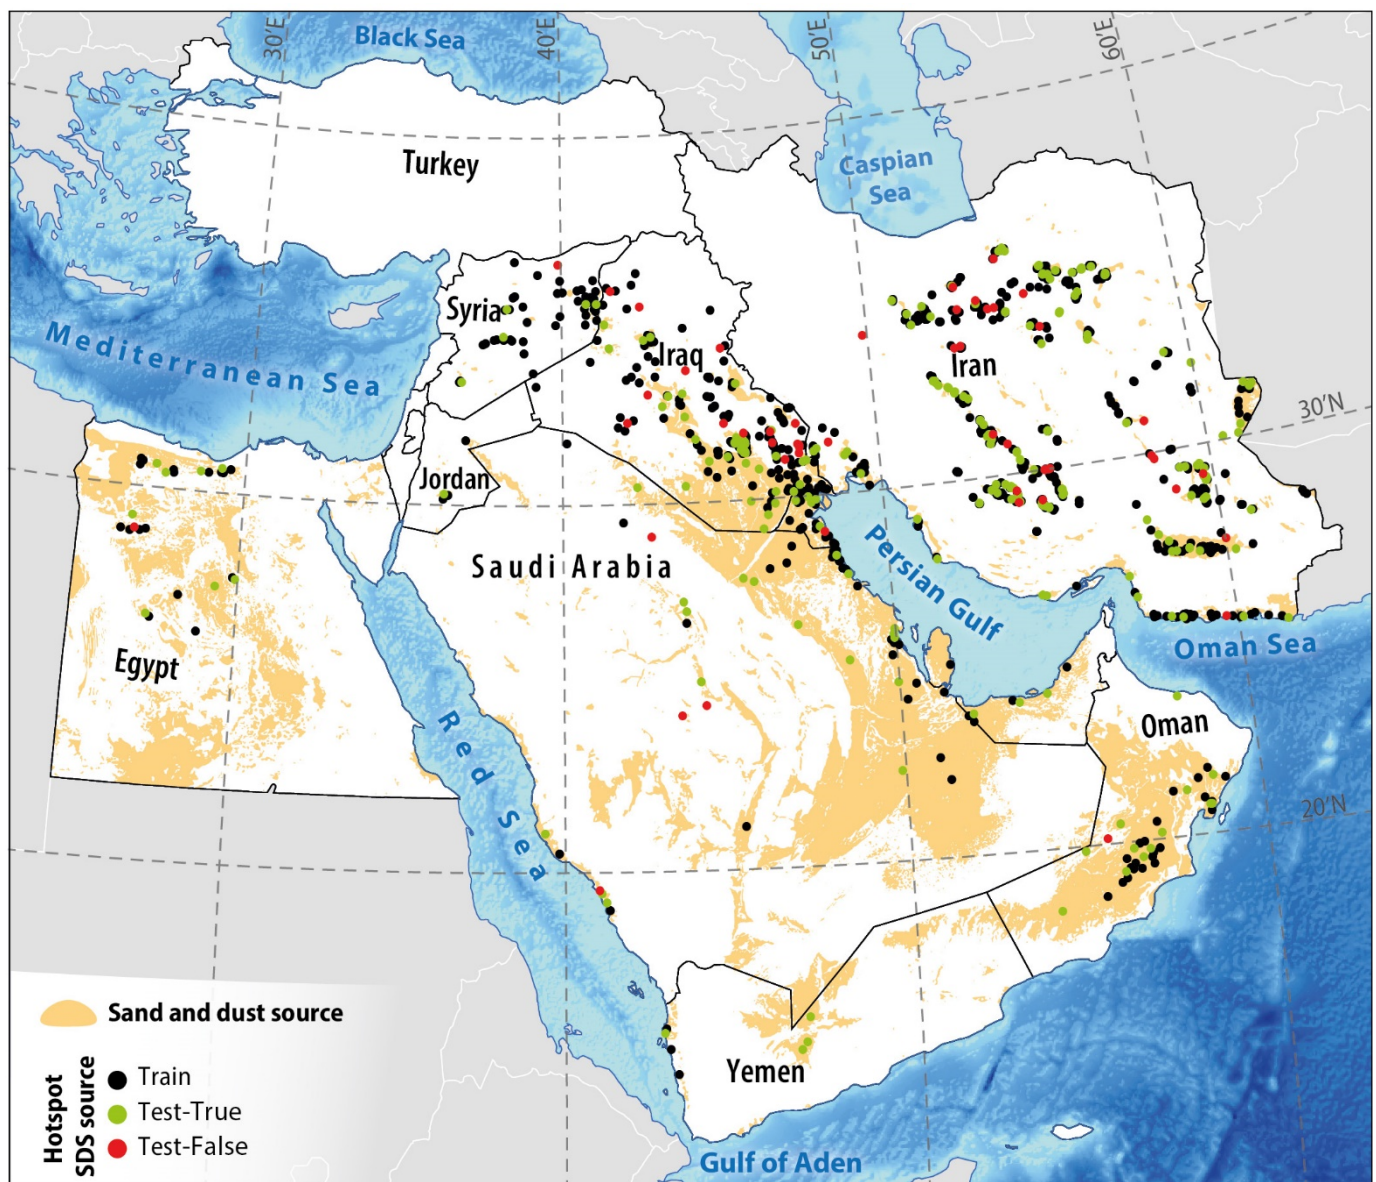 30'E
Black Sea
40'E
50'E
60'E
Turkey
Caspian
Sea
Syria
Mediterranean Sea
Iraq
Iran
30'N
Jordan
Saudi Arabia
Persian Gulf
Egypt
Oman Sea
Red Sea
Oman
20'N
Sand and dust source
Hotspot
SDS source
Train
Test-True
Test-False
Yemen
Gulf of Aden